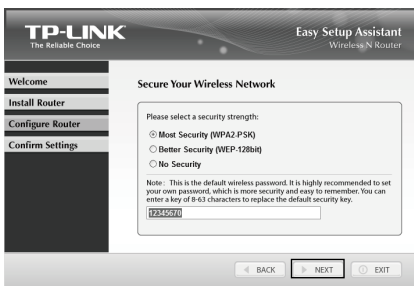 TP-LINK
The Reliable Choice
Easy Setup Assistant
Wireless N Router
Welcome
Install Router
Configure Router
Confirm Settings
Secure Your Wireless Network
Please select a security strength:
Most Security (WPA2-PSK)
Better Security (WEP-128bit)
No Security
Note: This is the default wireless password. It is highly recommended to set
your own password, which is more security and easy to remember. You can
enter a key of 8-63 characters to replace the default security key.
12345670
BACK
NEXT
EXIT